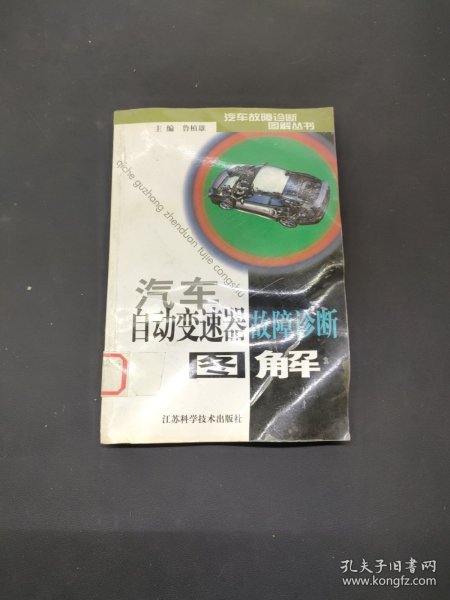 汽车故障诊断
图解丛书
主编 鲁植雄
qiche guzhang zhenduan tujie congshu
汽车
自动变速器故障诊断
图解
江苏科学技术出版社
孔夫子旧书网
www.kongfz.com